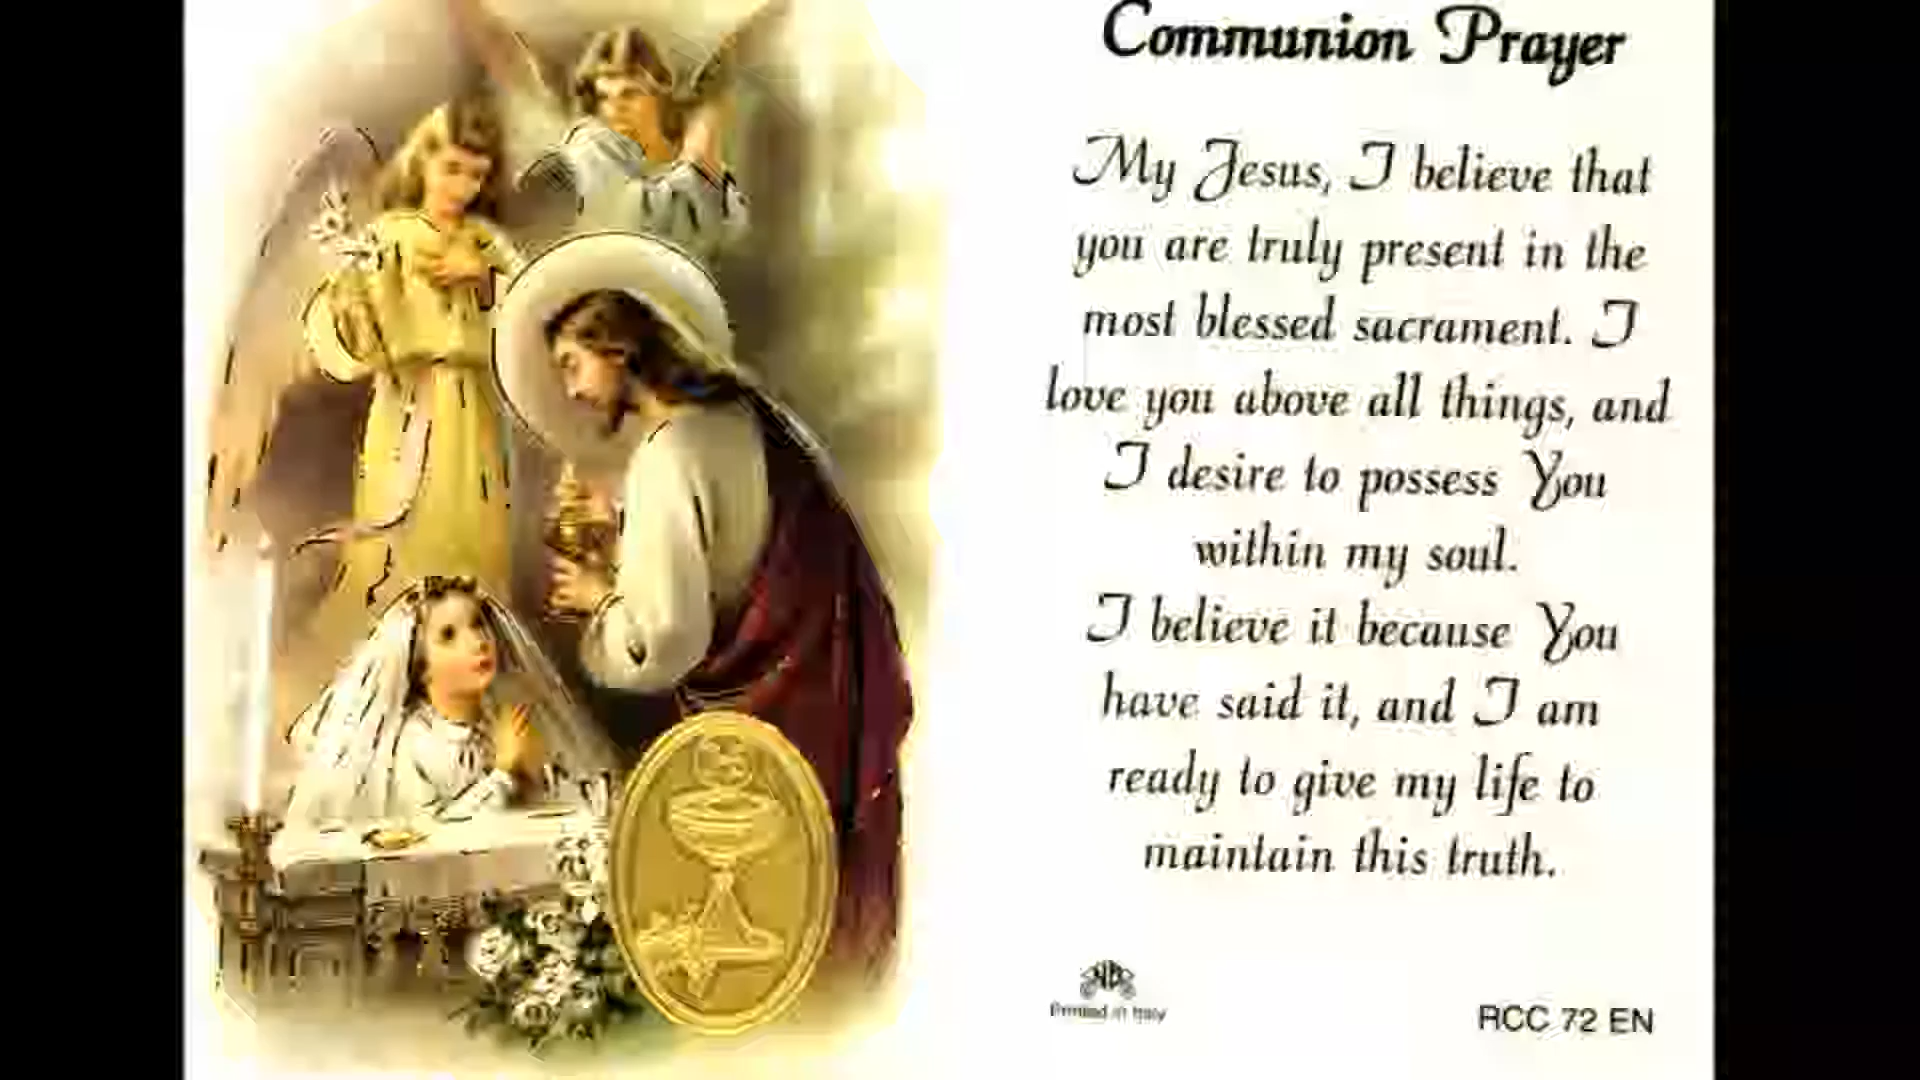 Communion Prayer
My Jesus, I believe that
you are truly present in the
most blessed sacrament. I
love you above all things, and
I desire to possess You
within my soul.
I believe it because You
have said it, and I am
ready to give my life to
maintain this truth.
Printed in Italy
RCC 72 EN